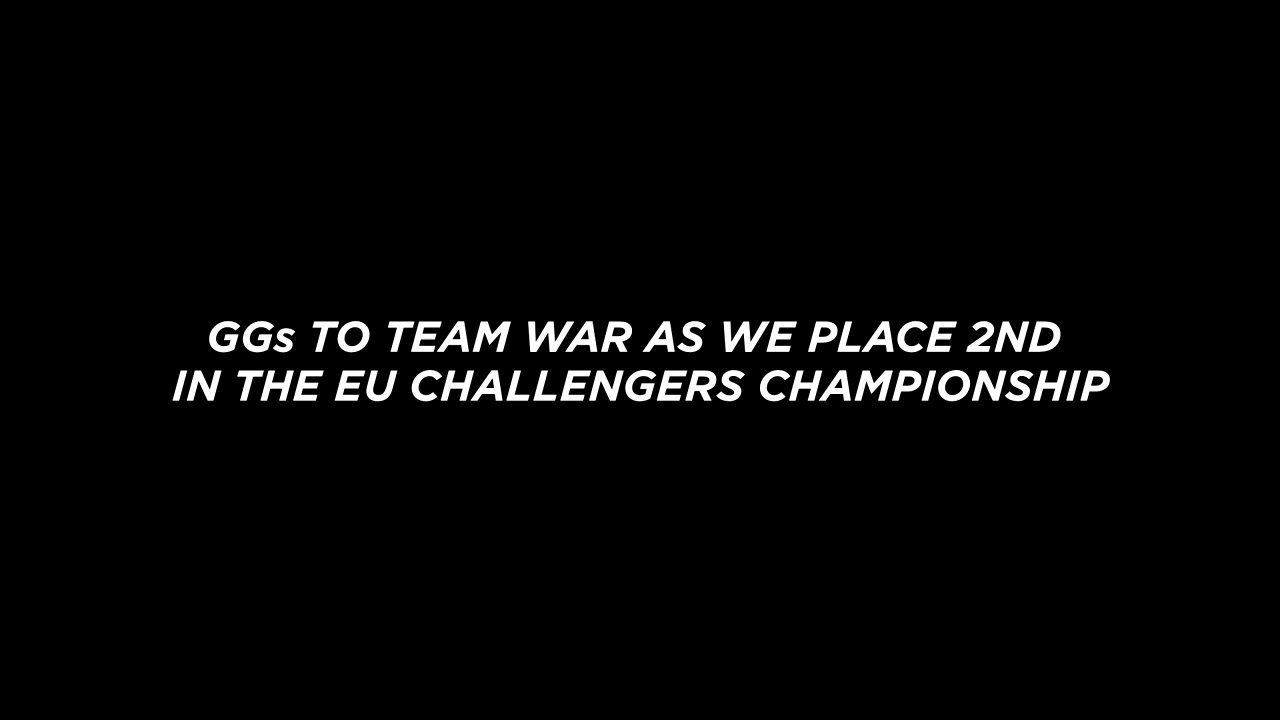 GGs TO TEAM WAR AS WE PLACE 2ND
IN THE EU CHALLENGERS CHAMPIONSHIP